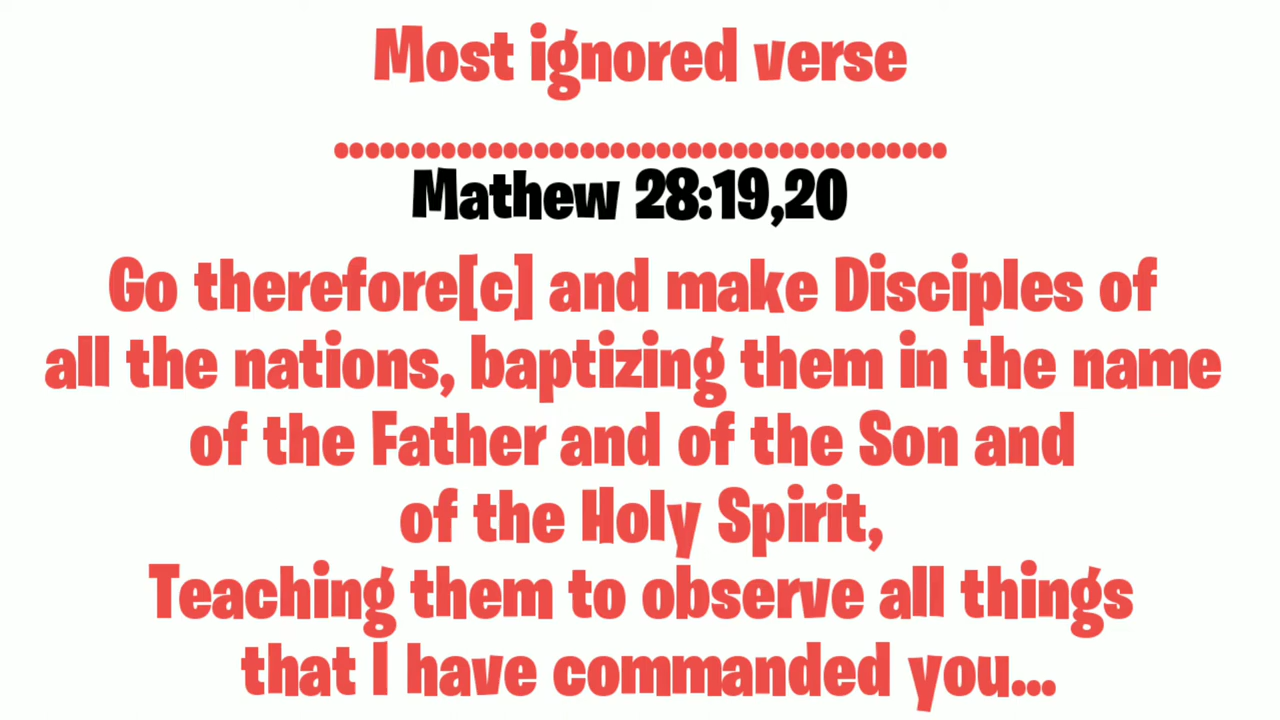 Most ignored verse
........................................
Mathew 28:19,20
Go therefore[c] and make Disciples of
all the nations, baptizing them in the name
of the Father and of the Son and
of the Holy Spirit,
Teaching them to observe all things
that I have commanded you...